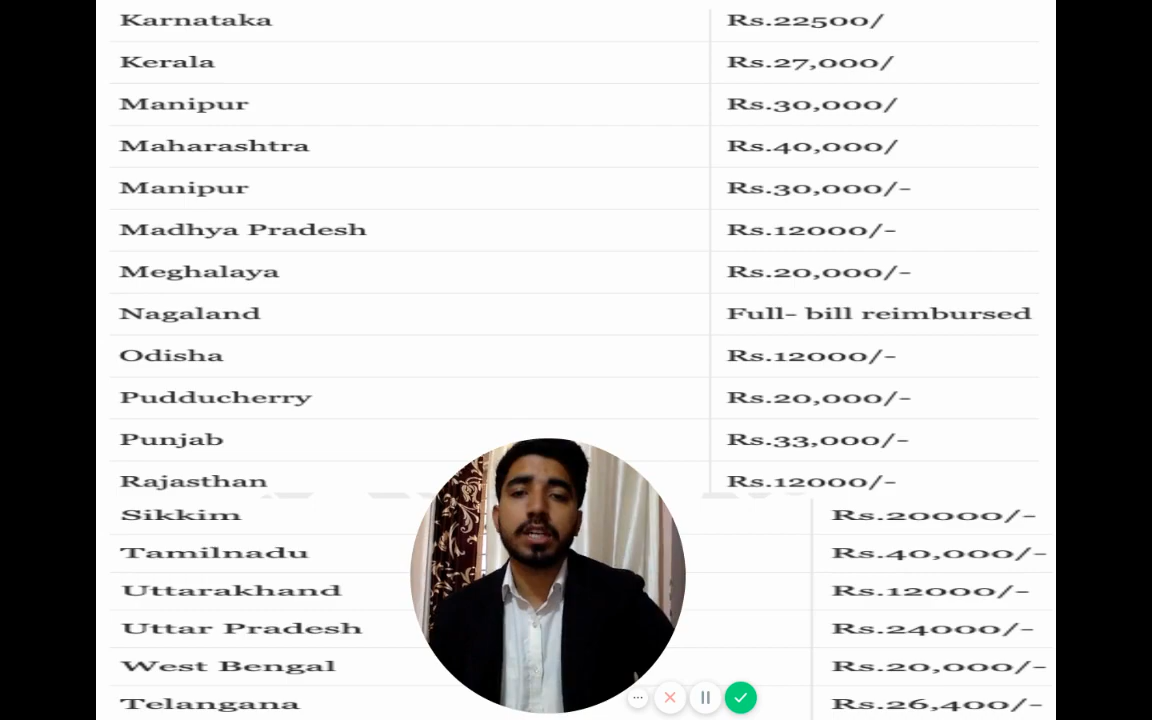 Karnataka Rs.22500/
Kerala Rs.27,000/
Manipur Rs.30,000/
Maharashtra Rs.40,000/
Manipur Rs.30,000/-
Madhya Pradesh Rs.12000/-
Meghalaya Rs.20,000/-
Nagaland Full- bill reimbursed
Odisha Rs.12000/-
Pudducherry Rs.20,000/-
Punjab Rs.33,000/-
Rajasthan Rs.12000/-
Sikkim Rs.20000/-
Tamilnadu Rs.40,000/-
Uttarakhand Rs.12000/-
Uttar Pradesh Rs.24000/-
West Bengal Rs.20,000/-
Telangana Rs.26,400/-